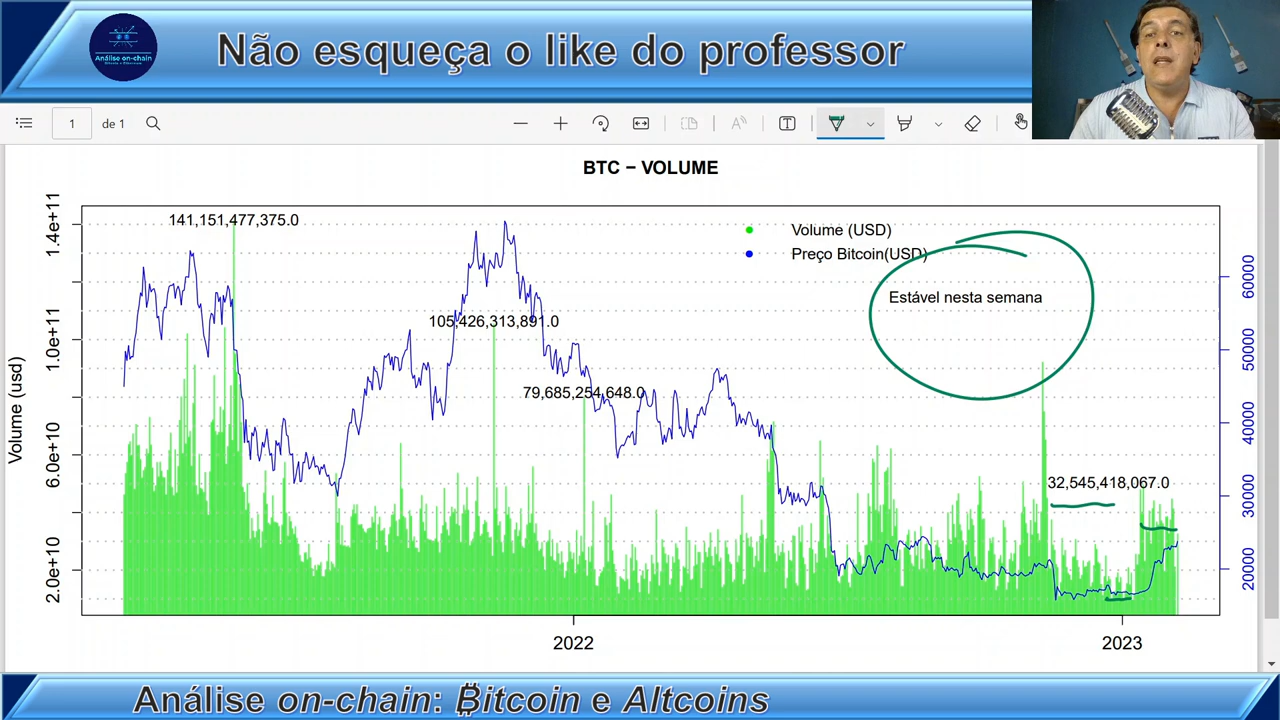 Não esqueça o like do professor
Análise on-chain
Bitcoin e Altcoins
1
de 1
BTC − VOLUME
141,151,477,375.0
Volume (USD)
Preço Bitcoin(USD)
Estável nesta semana
105,426,313,891.0
79,685,254,648.0
32,545,418,067.0
Volume (usd)
1.4e+11
1.0e+11
6.0e+10
2.0e+10
60000
50000
40000
30000
20000
2022
2023
Análise on-chain: ₿itcoin e Altcoins